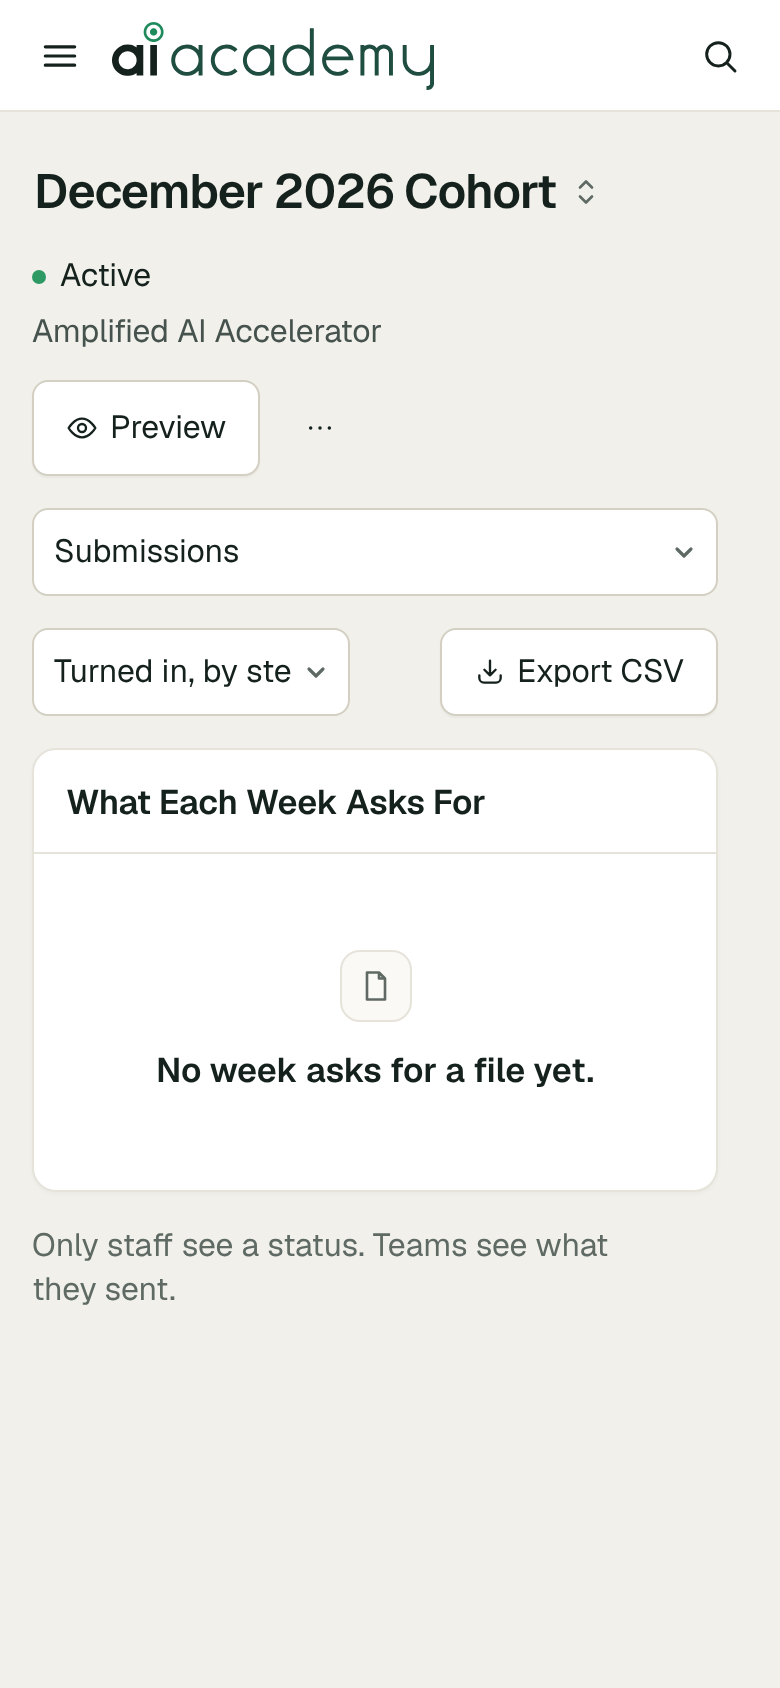 ai academy
December 2026 Cohort
Active
Amplified AI Accelerator
Preview
Submissions
Turned in, by ste
Export CSV
What Each Week Asks For
No week asks for a file yet.
Only staff see a status. Teams see what
they sent.